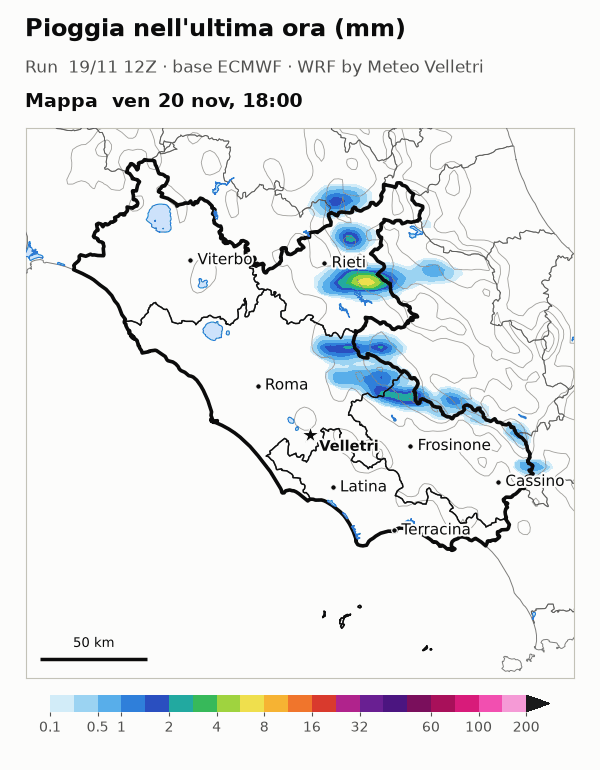 Pioggia nell'ultima ora (mm)
Run  19/11 12Z · base ECMWF · WRF by Meteo Velletri
Mappa  ven 20 nov, 18:00
Viterbo
Rieti
Roma
Velletri
Frosinone
Latina
Cassino
Terracina
50 km
0.1 0.5 1 2 4 8 16 32 60 100 200